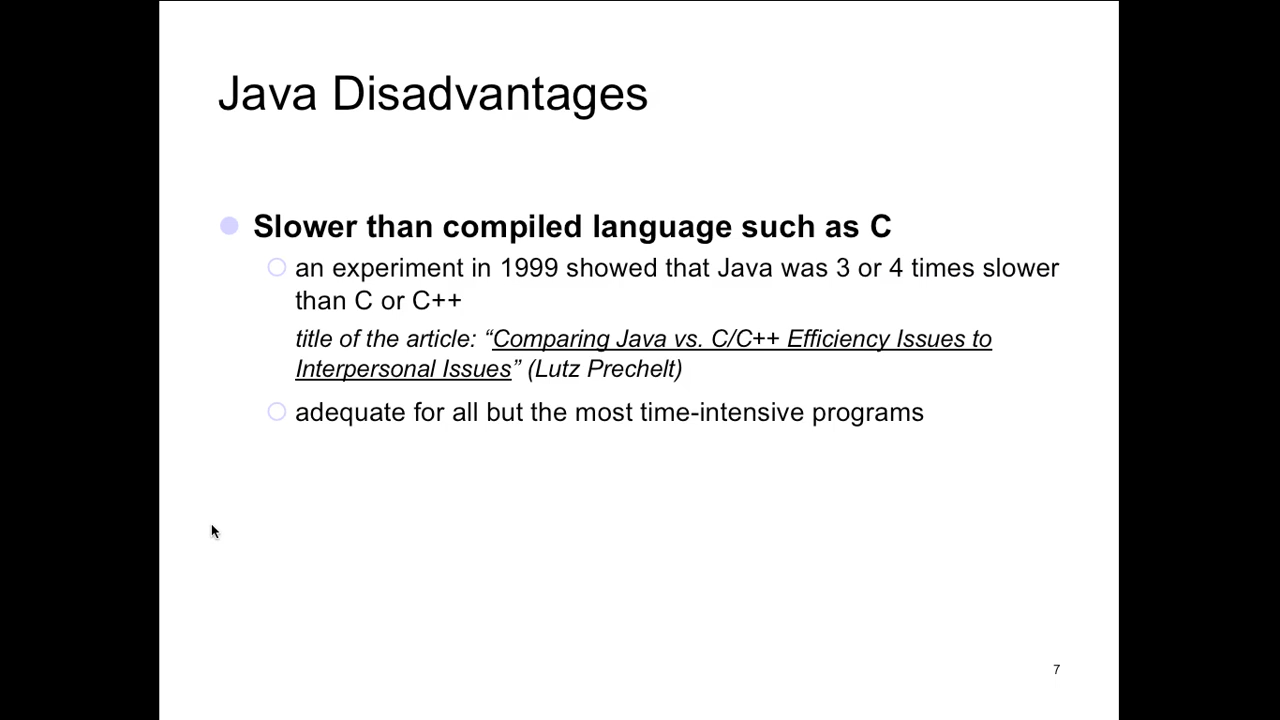 Java Disadvantages
Slower than compiled language such as C
an experiment in 1999 showed that Java was 3 or 4 times slower
than C or C++
title of the article: “Comparing Java vs. C/C++ Efficiency Issues to
Interpersonal Issues” (Lutz Prechelt)
adequate for all but the most time-intensive programs
7